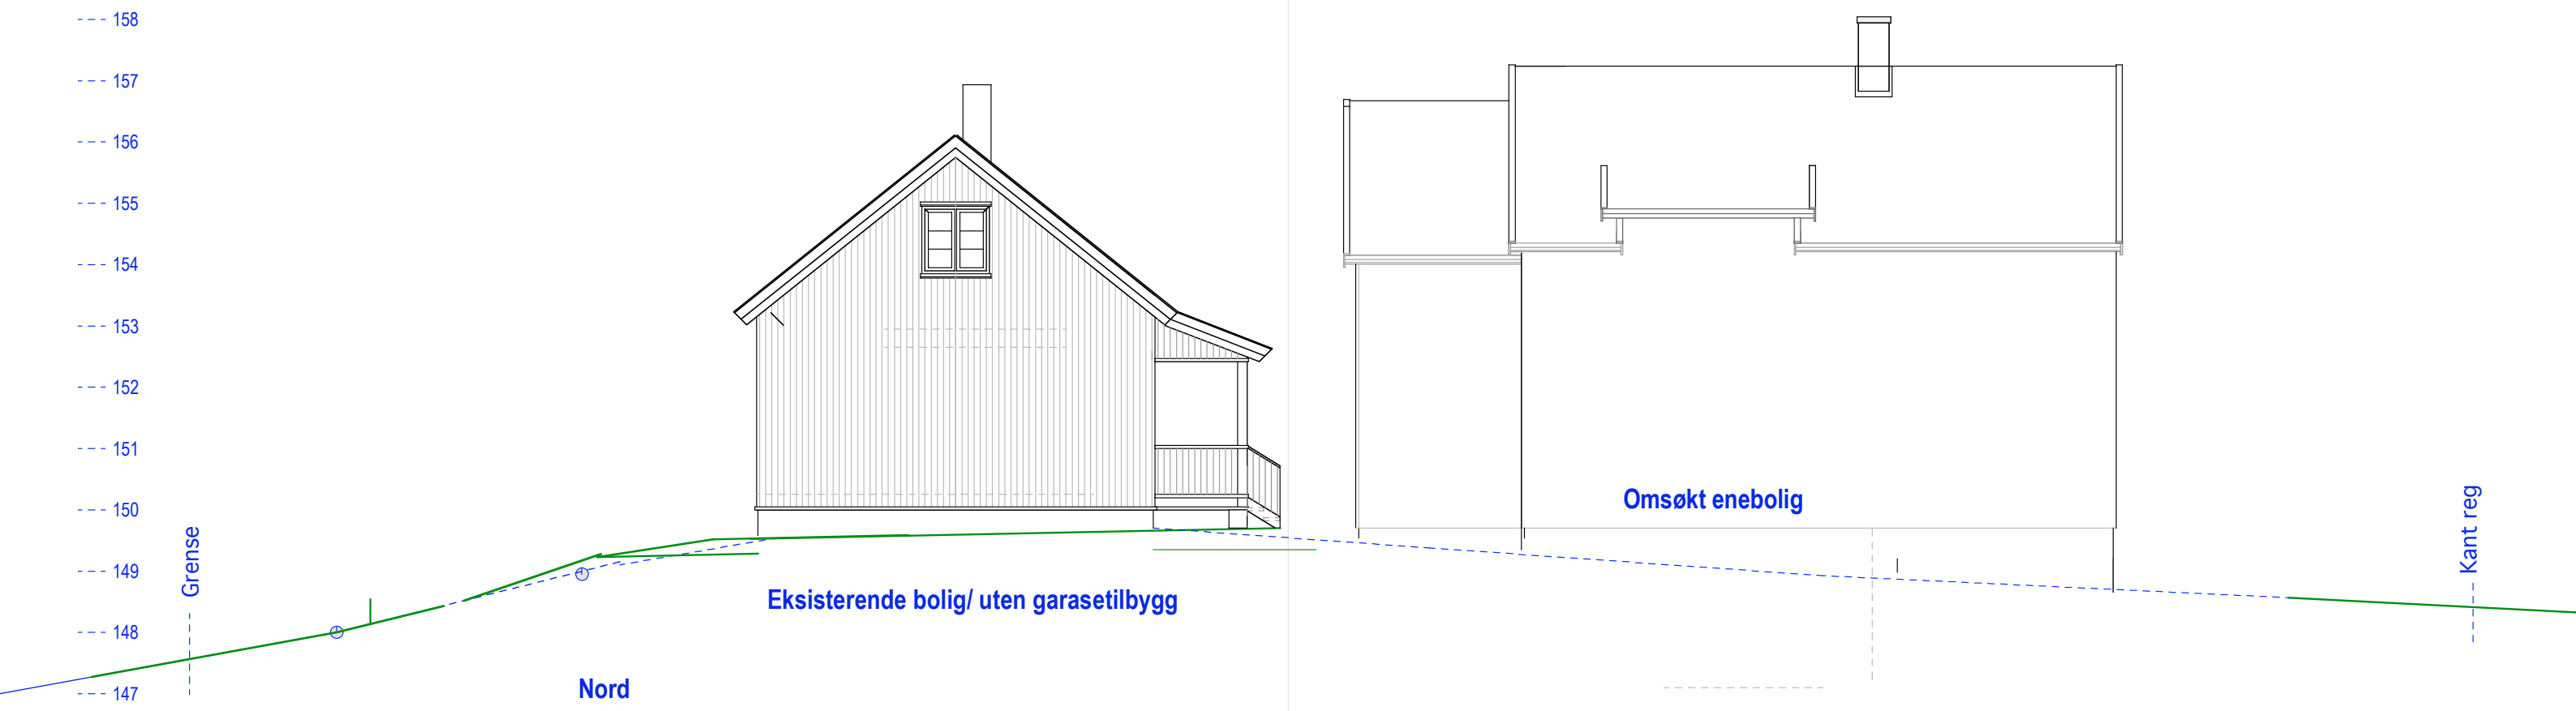 158
157
156
155
154
153
152
151
150
149
148
147
Grense
Nord
Eksisterende bolig/ uten garasetilbygg
Omsøkt enebolig
Kant reg